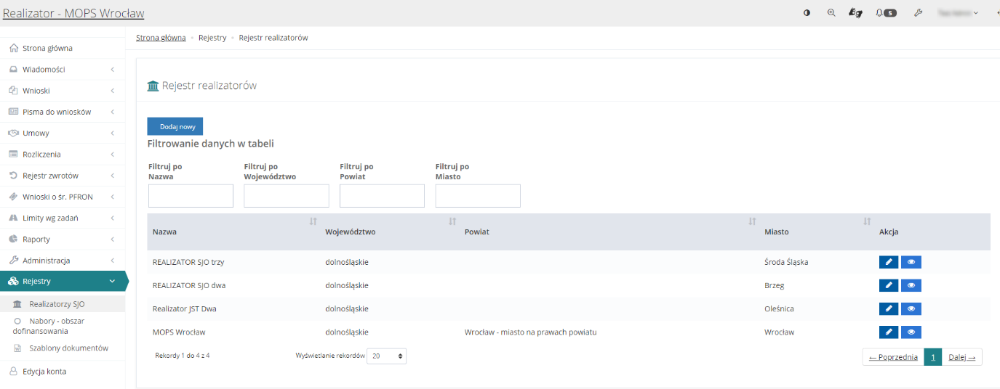 Realizator - MOPS Wrocław
5
Strona główna
Wiadomości
Wnioski
Pisma do wniosków
Umowy
Rozliczenia
Rejestr zwrotów
Wnioski o śr. PFRON
Limity wg zadań
Raporty
Administracja
Rejestry
Realizatorzy SJO
Nabory - obszar
dofinansowania
Szablony dokumentów
Edycja konta
Strona główna Rejestry Rejestr realizatorów
Rejestr realizatorów
Dodaj nowy
Filtrowanie danych w tabeli
Filtruj po Filtruj po Filtruj po Filtruj po
Nazwa Województwo Powiat Miasto
Nazwa Województwo Powiat Miasto Akcja
REALIZATOR SJO trzy dolnośląskie Środa Śląska
REALIZATOR SJO dwa dolnośląskie Brzeg
Realizator JST Dwa dolnośląskie Oleśnica
MOPS Wrocław dolnośląskie Wrocław - miasto na prawach powiatu Wrocław
Rekordy 1 do 4 z 4 Wyświetlanie rekordów 20 ← Poprzednia 1 Dalej →